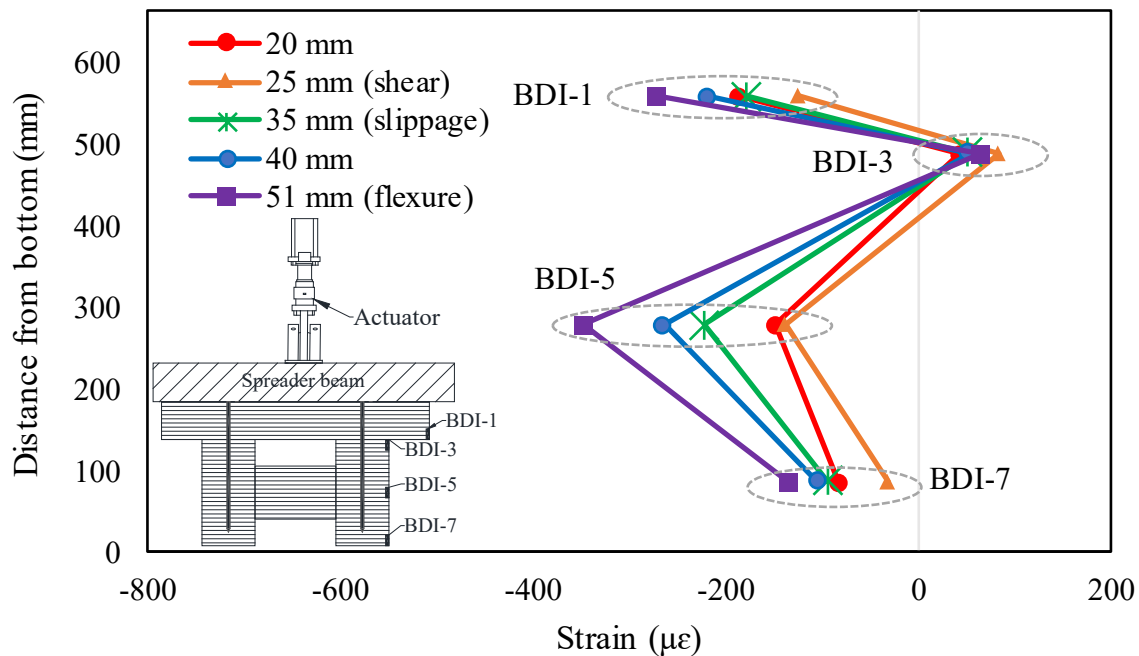 20 mm
25 mm (shear)
35 mm (slippage)
40 mm
51 mm (flexure)
BDI-1
BDI-3
BDI-5
BDI-7
Actuator
Spreader beam
BDI-1
BDI-3
BDI-5
BDI-7
Distance from bottom (mm)
600
500
400
300
200
100
0
-800 -600 -400 -200 0 200
Strain (με)